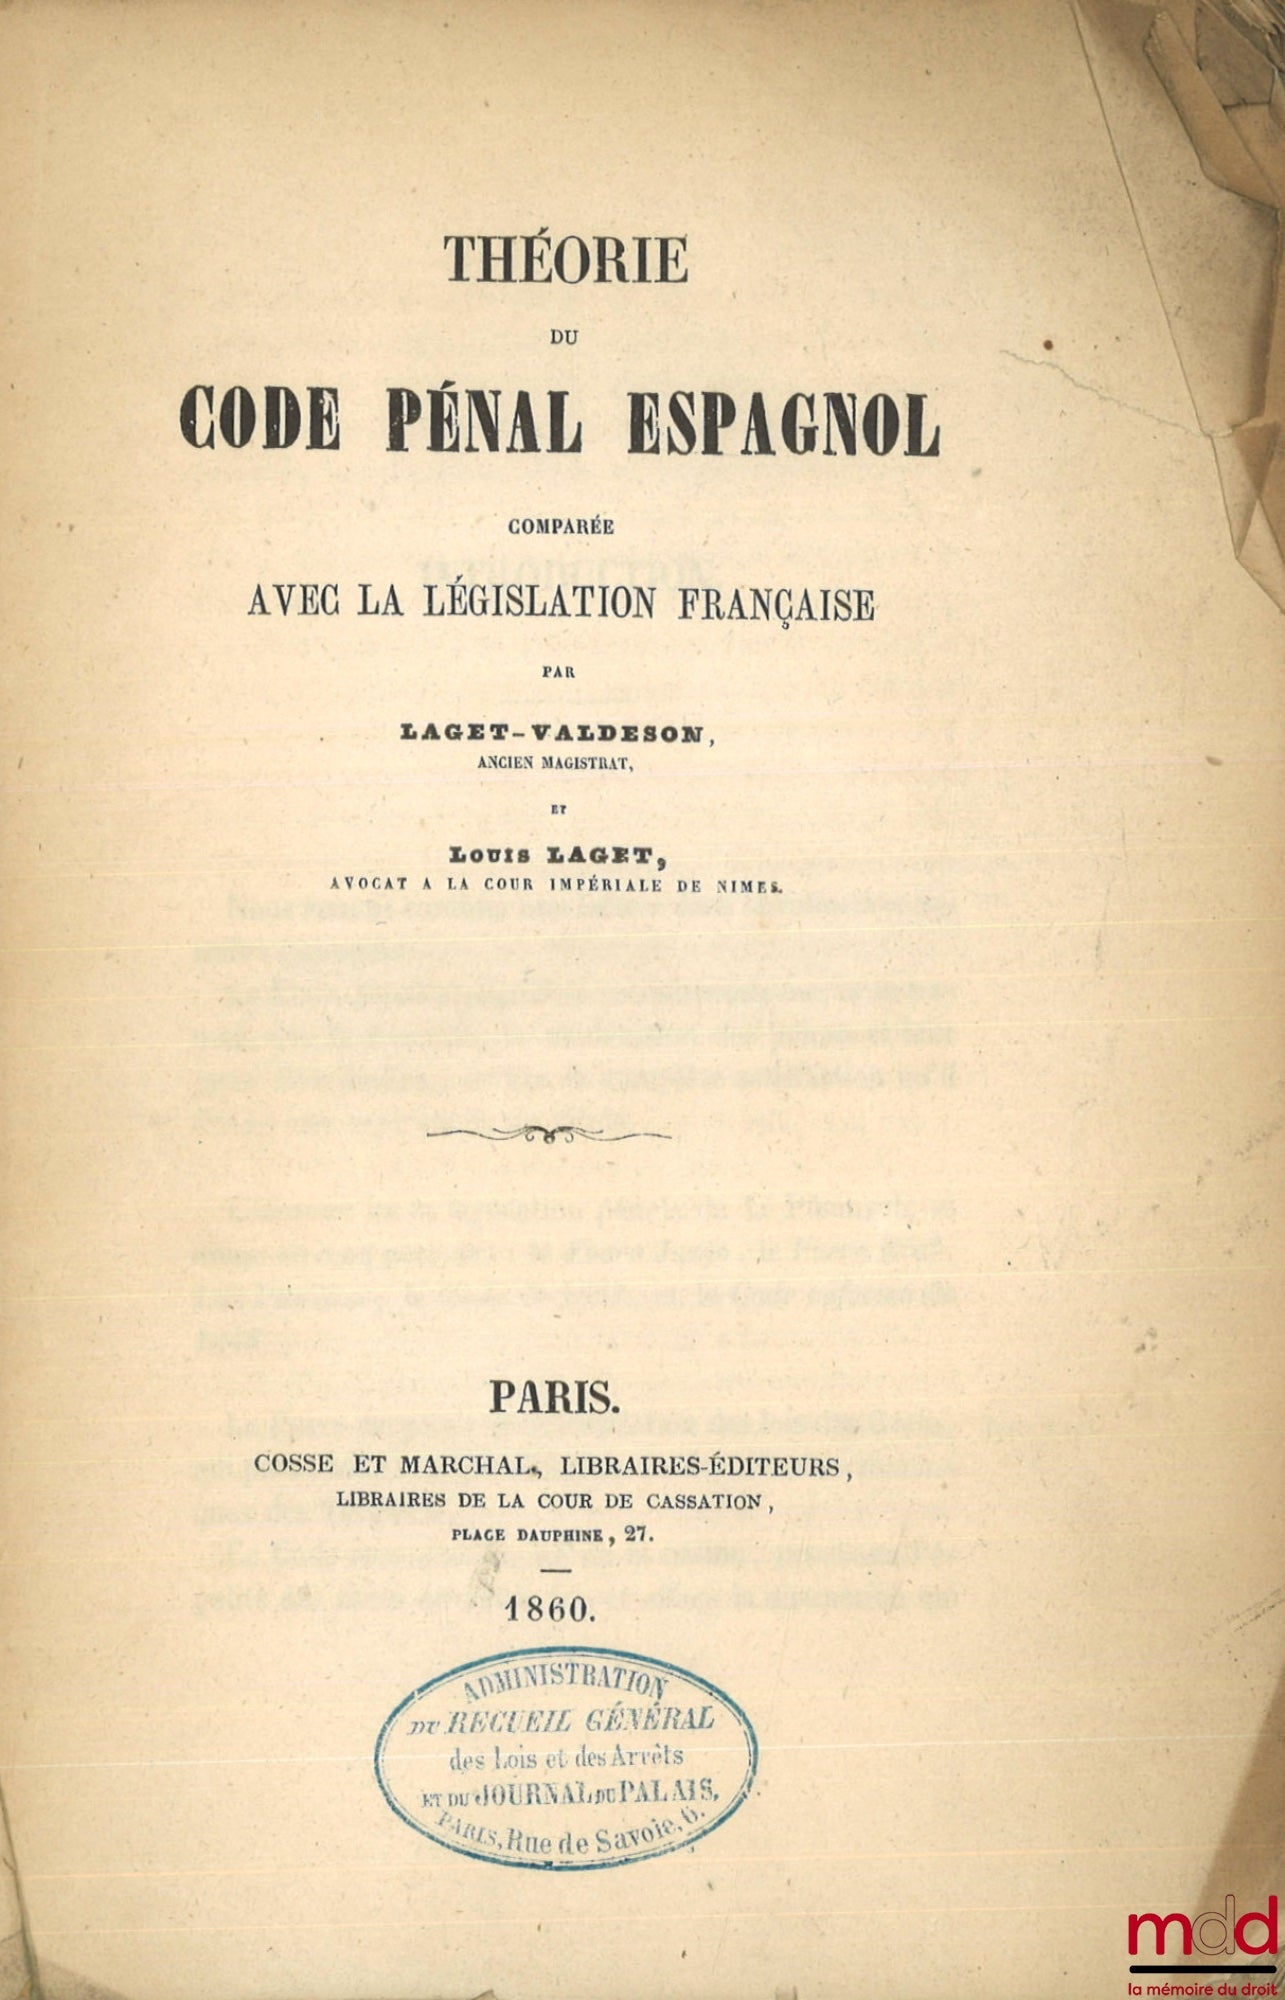 THÉORIE
DU
CODE PÉNAL ESPAGNOL
COMPARÉE
AVEC LA LÉGISLATION FRANÇAISE
PAR
LAGET-VALDESON,
ANCIEN MAGISTRAT,
ET
LOUIS LAGET,
AVOCAT A LA COUR IMPÉRIALE DE NIMES.
PARIS.
COSSE ET MARCHAL, LIBRAIRES-ÉDITEURS,
LIBRAIRES DE LA COUR DE CASSATION,
PLACE DAUPHINE, 27.
1860.
ADMINISTRATION
DU RECUEIL GÉNÉRAL
des Lois et des Arrêts
ET DU JOURNAL DU PALAIS,
PARIS, Rue de Savoie, 6.
mdd
la mémoire du droit